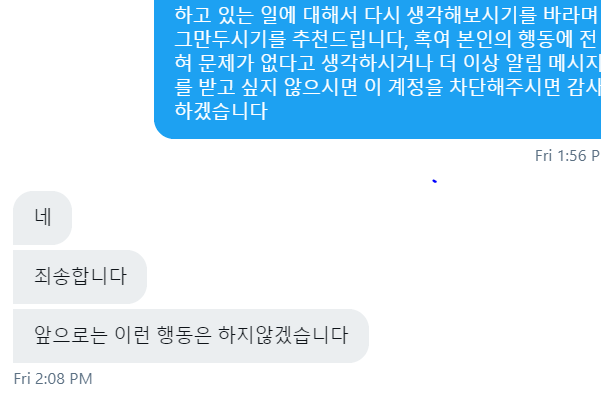 하고 있는 일에 대해서 다시 생각해보시기를 바라며
그만두시기를 추천드립니다, 혹여 본인의 행동에 전
혀 문제가 없다고 생각하시거나 더 이상 알림 메시지
를 받고 싶지 않으시면 이 계정을 차단해주시면 감사
하겠습니다
Fri 1:56 P
네
죄송합니다
앞으로는 이런 행동은 하지않겠습니다
Fri 2:08 PM